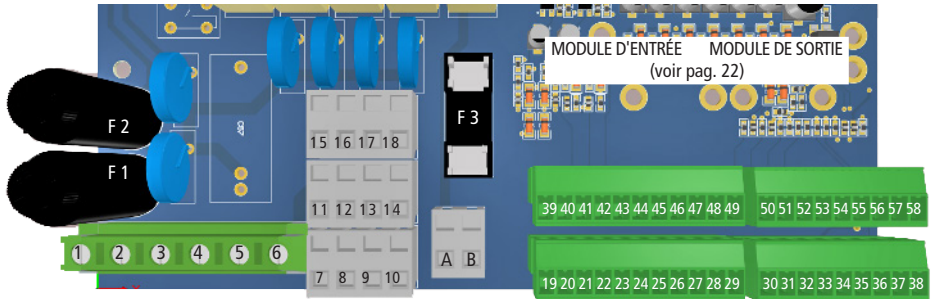 MODULE D'ENTRÉE MODULE DE SORTIE
(voir pag. 22)
F 2
F 3
F 1
15 16 17 18
11 12 13 14
39 40 41 42 43 44 45 46 47 48 49 50 51 52 53 54 55 56 57 58
1 2 3 4 5 6
A B
7 8 9 10
19 20 21 22 23 24 25 26 27 28 29 30 31 32 33 34 35 36 37 38